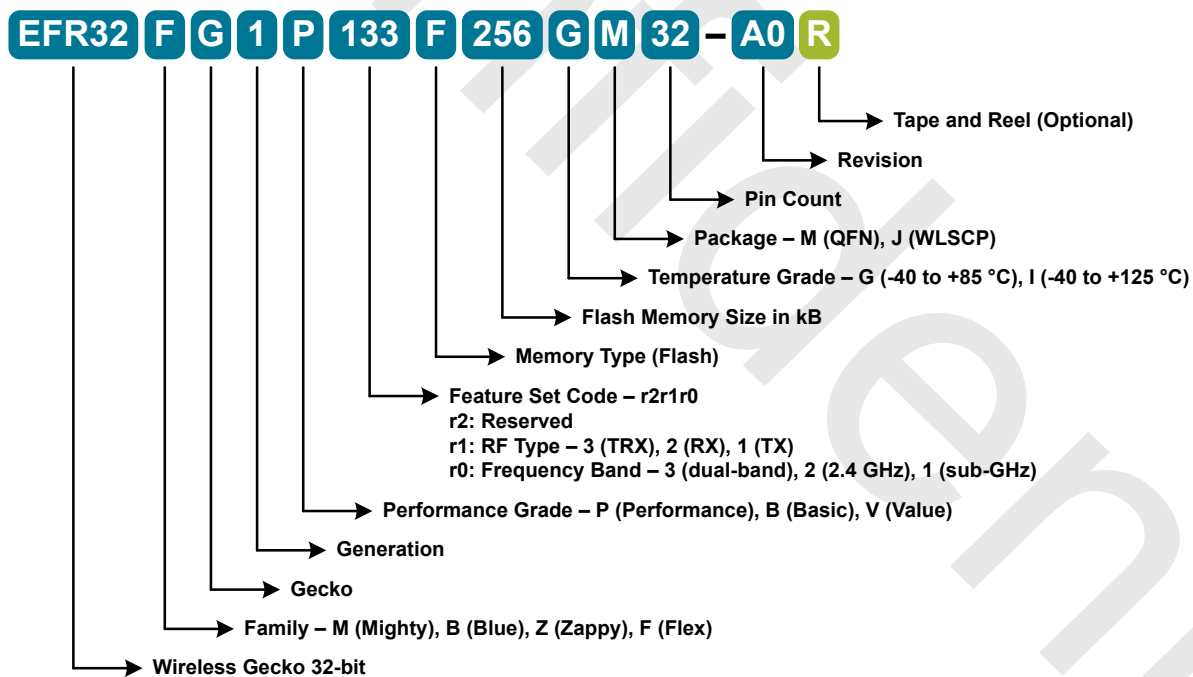 EFR32 F G 1 P 133 F 256 G M 32 – A0 R
Tape and Reel (Optional)
Revision
Pin Count
Package – M (QFN), J (WLSCP)
Temperature Grade – G (-40 to +85 °C), I (-40 to +125 °C)
Flash Memory Size in kB
Memory Type (Flash)
Feature Set Code – r2r1r0
r2: Reserved
r1: RF Type – 3 (TRX), 2 (RX), 1 (TX)
r0: Frequency Band – 3 (dual-band), 2 (2.4 GHz), 1 (sub-GHz)
Performance Grade – P (Performance), B (Basic), V (Value)
Generation
Gecko
Family – M (Mighty), B (Blue), Z (Zappy), F (Flex)
Wireless Gecko 32-bit